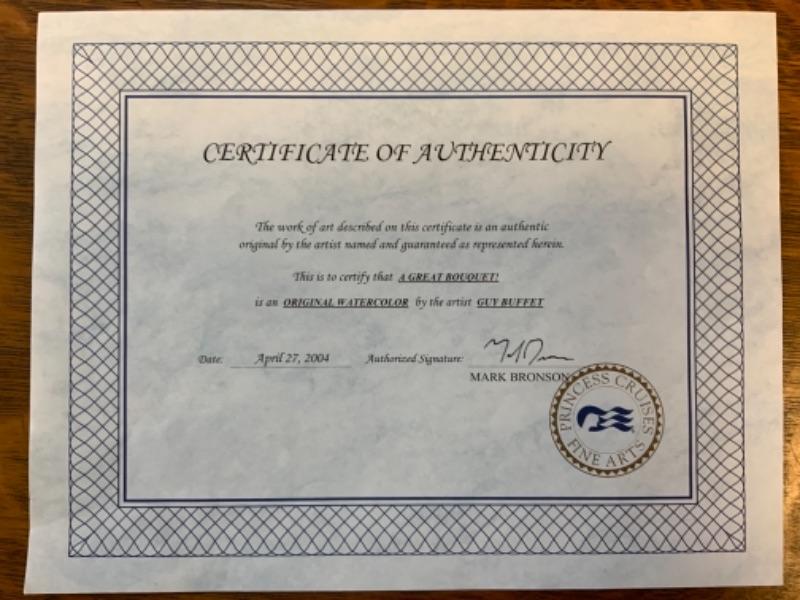 CERTIFICATE OF AUTHENTICITY
The work of art described on this certificate is an authentic
original by the artist named and guaranteed as represented herein.
This is to certify that A GREAT BOUQUET!
is an ORIGINAL WATERCOLOR by the artist GUY BUFFET
Date: April 27, 2004 Authorized Signature:
MARK BRONSON
PRINCESS CRUISES
FINE ARTS